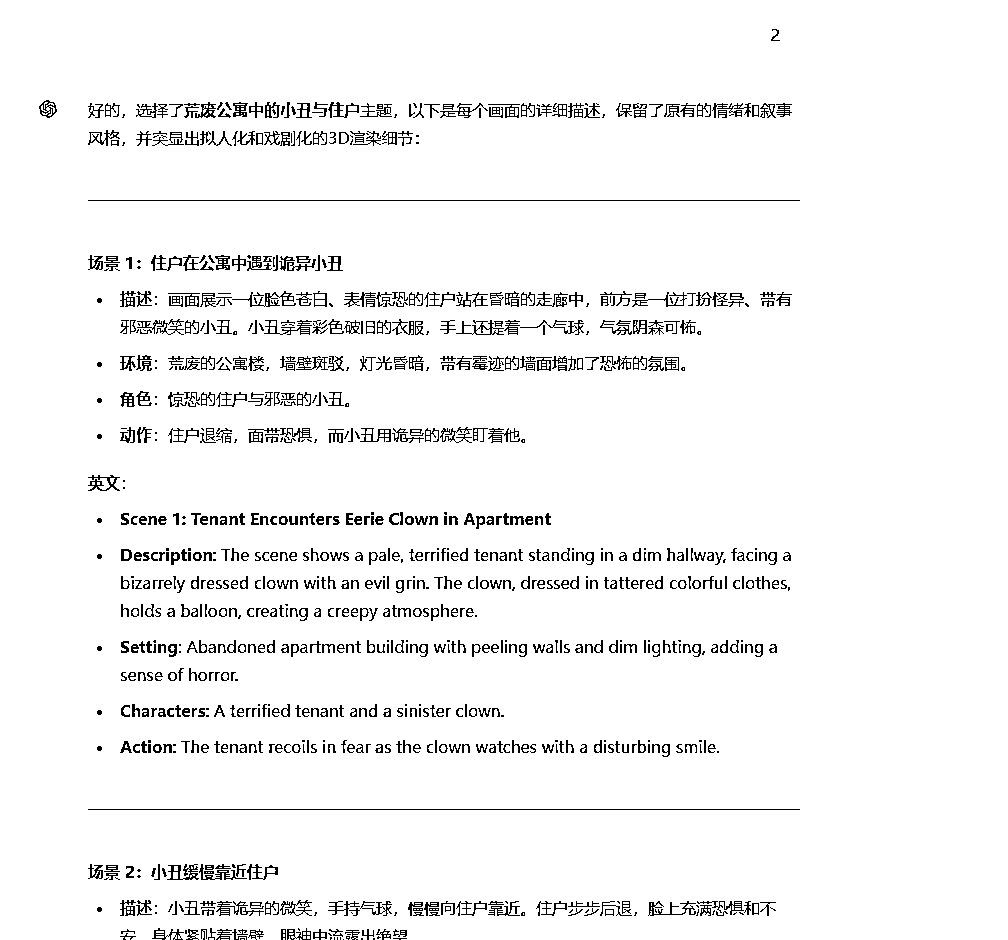 2
好的，选择了荒废公寓中的小丑与住户主题，以下是每个画面的详细描述，保留了原有的情绪和叙事
风格，并突显出拟人化和戏剧化的3D渲染细节：
场景 1：住户在公寓中遇到诡异小丑
• 描述：画面展示一位脸色苍白、表情惊恐的住户站在昏暗的走廊中，前方是一位打扮怪异、带有
邪恶微笑的小丑。小丑穿着彩色破旧的衣服，手上还提着一个气球，气氛阴森可怖。
• 环境：荒废的公寓楼，墙壁斑驳，灯光昏暗，带有霉迹的墙面增加了恐怖的氛围。
• 角色：惊恐的住户与邪恶的小丑。
• 动作：住户退缩，面带恐惧，而小丑用诡异的微笑盯着他。
英文：
• Scene 1: Tenant Encounters Eerie Clown in Apartment
• Description: The scene shows a pale, terrified tenant standing in a dim hallway, facing a
bizarrely dressed clown with an evil grin. The clown, dressed in tattered colorful clothes,
holds a balloon, creating a creepy atmosphere.
• Setting: Abandoned apartment building with peeling walls and dim lighting, adding a
sense of horror.
• Characters: A terrified tenant and a sinister clown.
• Action: The tenant recoils in fear as the clown watches with a disturbing smile.
场景 2：小丑缓慢靠近住户
• 描述：小丑带着诡异的微笑，手持气球，慢慢向住户靠近。住户步步后退，脸上充满恐惧和不
安，身体紧贴着墙壁，眼神中流露出绝望